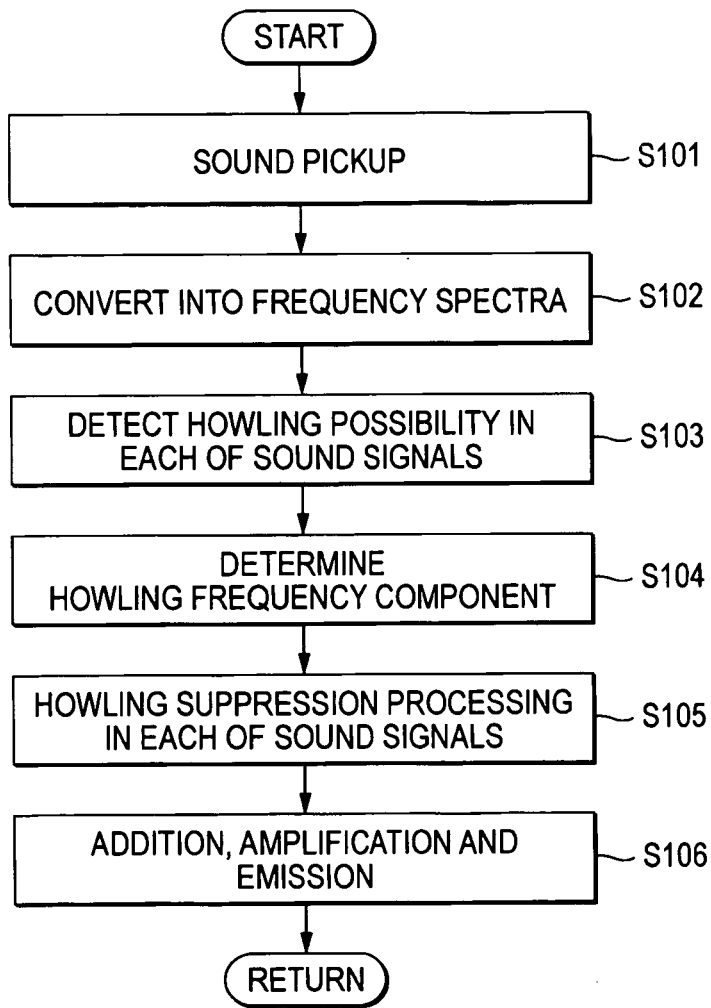 START
SOUND PICKUP
S101
CONVERT INTO FREQUENCY SPECTRA
S102
DETECT HOWLING POSSIBILITY IN
EACH OF SOUND SIGNALS
S103
DETERMINE
HOWLING FREQUENCY COMPONENT
S104
HOWLING SUPPRESSION PROCESSING
IN EACH OF SOUND SIGNALS
S105
ADDITION, AMPLIFICATION AND
EMISSION
S106
RETURN